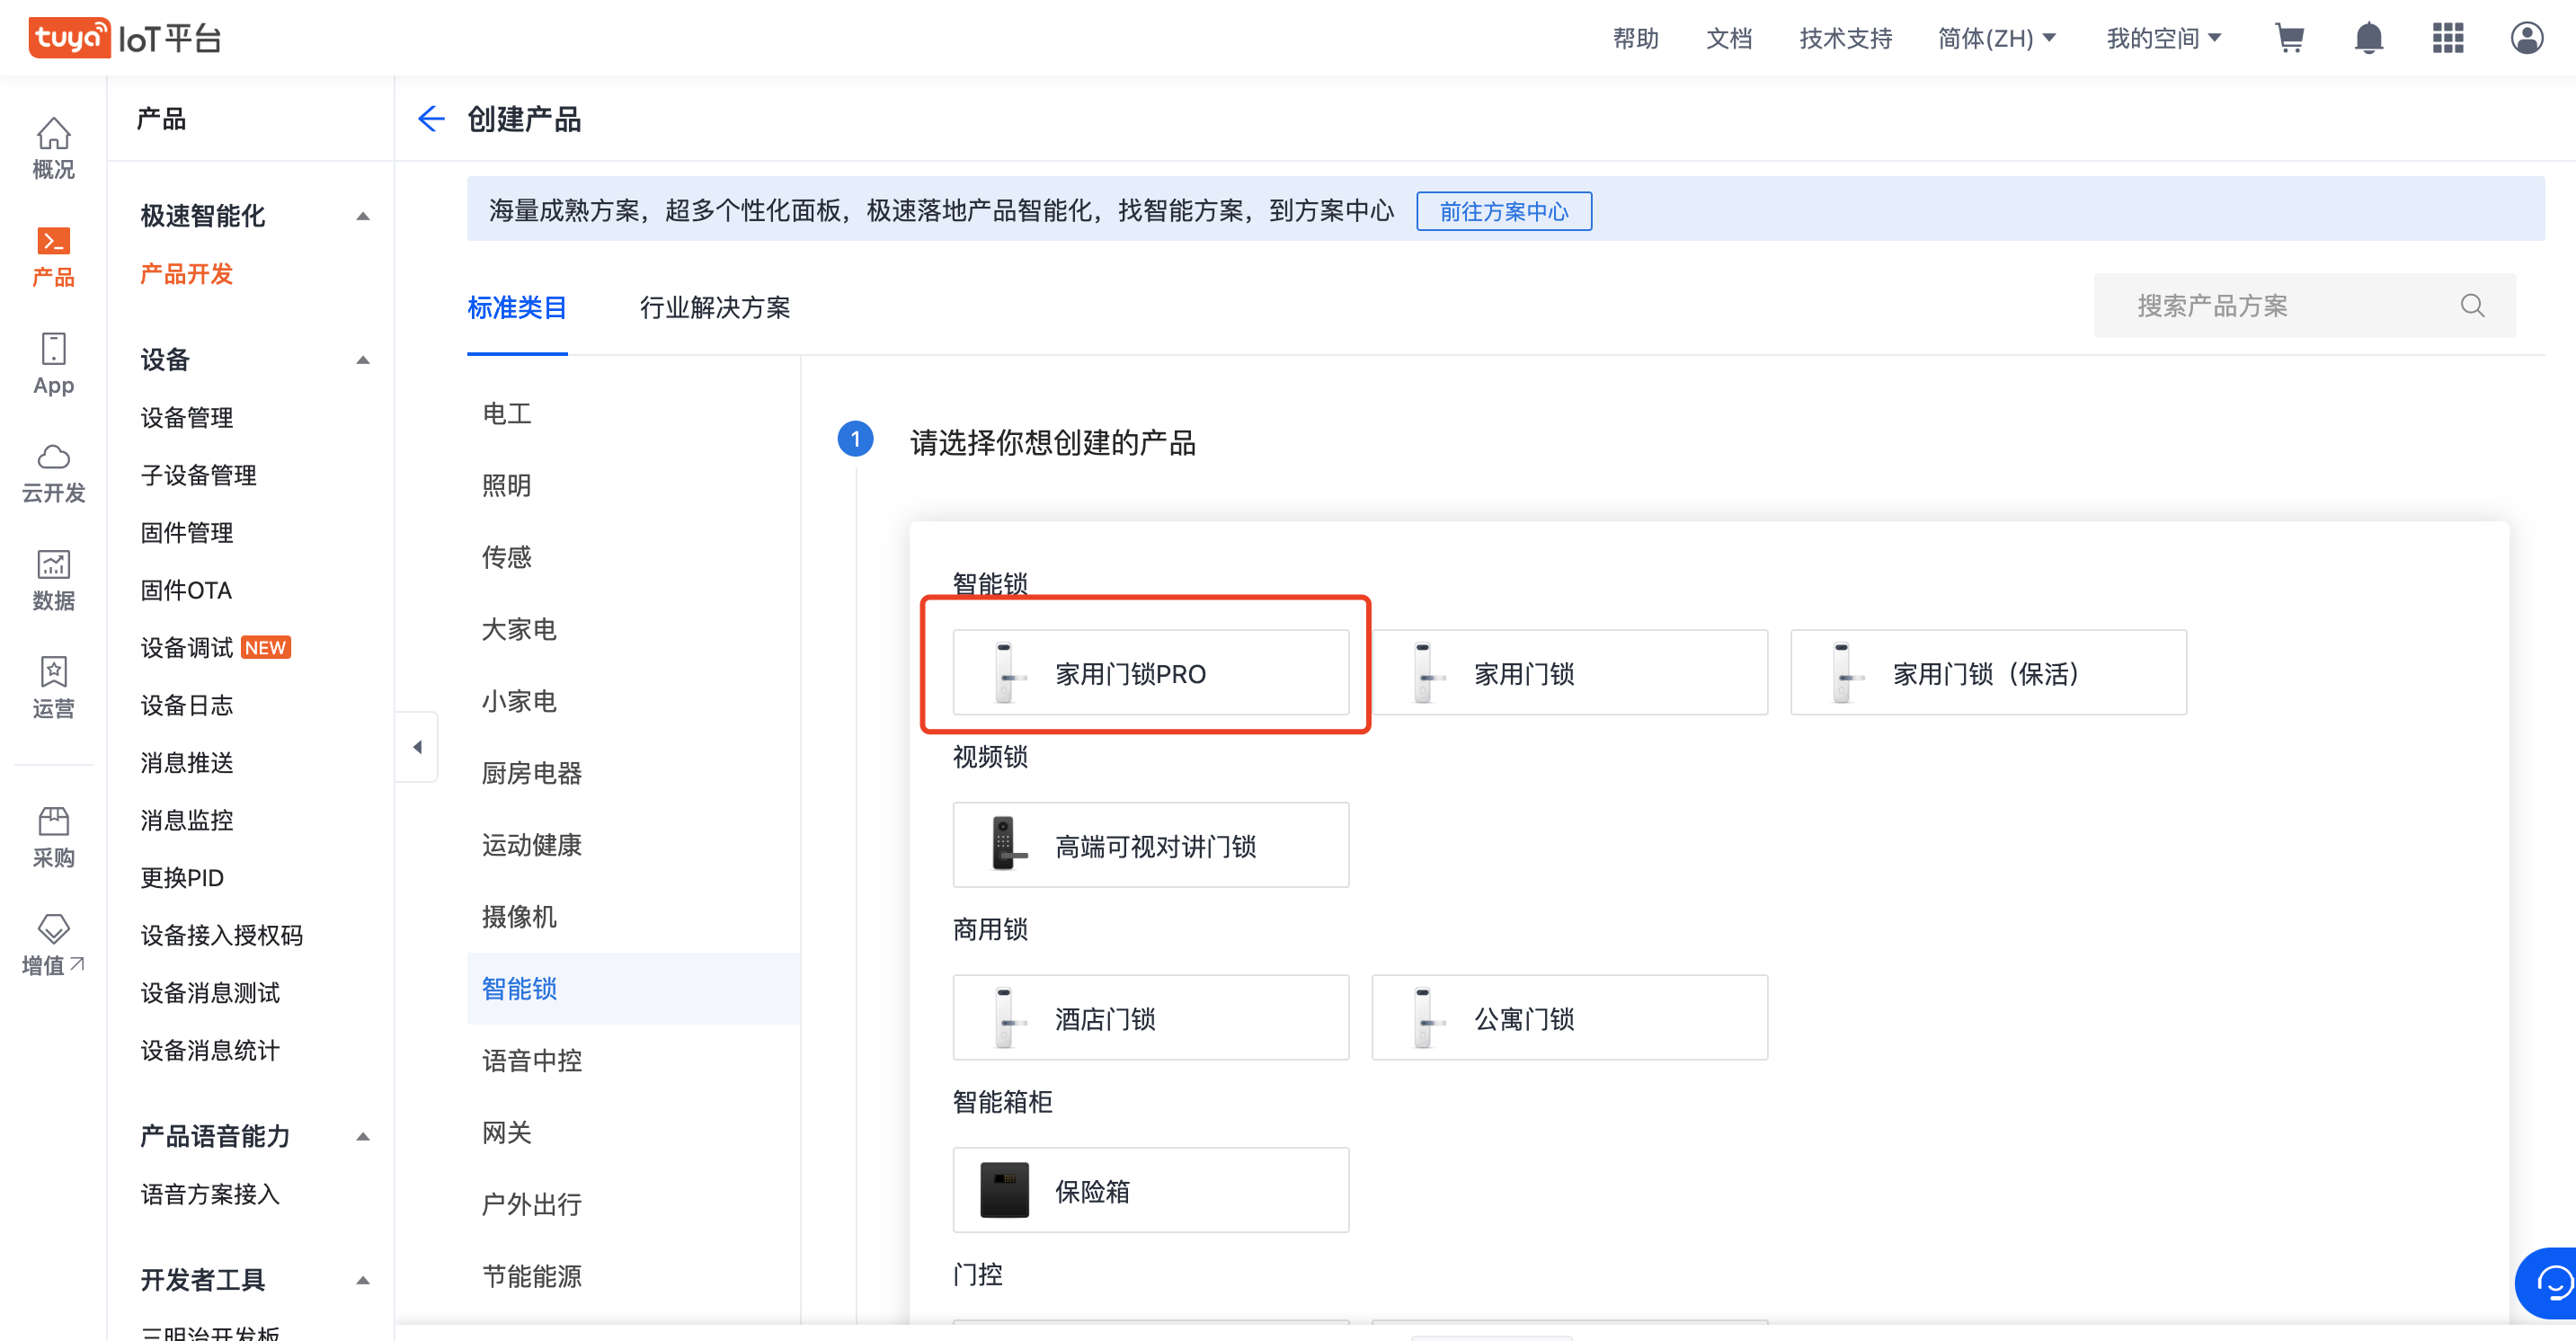 tuya IoT平台
帮助
文档
技术支持
简体(ZH)
我的空间
概况
产品
App
云开发
数据
运营
采购
增值
产品
极速智能化
产品开发
设备
设备管理
子设备管理
固件管理
固件OTA
设备调试 NEW
设备日志
消息推送
消息监控
更换PID
设备接入授权码
设备消息测试
设备消息统计
产品语音能力
语音方案接入
开发者工具
三明治开发板
创建产品
海量成熟方案，超多个性化面板，极速落地产品智能化，找智能方案，到方案中心 前往方案中心
标准类目
行业解决方案
搜索产品方案
电工
照明
传感
大家电
小家电
厨房电器
运动健康
摄像机
智能锁
语音中控
网关
户外出行
节能能源
1 请选择你想创建的产品
智能锁
家用门锁PRO
家用门锁
家用门锁（保活）
视频锁
高端可视对讲门锁
商用锁
酒店门锁
公寓门锁
智能箱柜
保险箱
门控